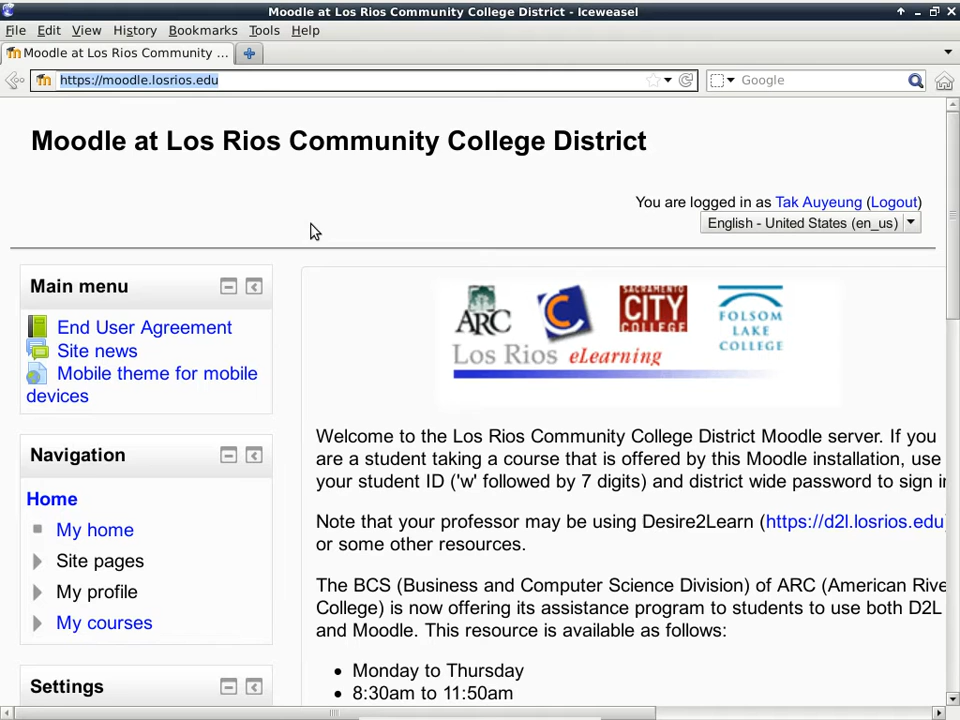 Moodle at Los Rios Community College District - Iceweasel
File Edit View History Bookmarks Tools Help
Moodle at Los Rios Community ...
https://moodle.losrios.edu
Google
Moodle at Los Rios Community College District
You are logged in as Tak Auyeung (Logout)
English - United States (en_us)
Main menu
End User Agreement
Site news
Mobile theme for mobile
devices
Navigation
Home
My home
Site pages
My profile
My courses
Settings
ARC
C
SACRAMENTO
CITY
COLLEGE
FOLSOM
LAKE
COLLEGE
Los Rios eLearning
Welcome to the Los Rios Community College District Moodle server. If you
are a student taking a course that is offered by this Moodle installation, use
your student ID ('w' followed by 7 digits) and district wide password to sign in
Note that your professor may be using Desire2Learn (https://d2l.losrios.edu
or some other resources.
The BCS (Business and Computer Science Division) of ARC (American Rive
College) is now offering its assistance program to students to use both D2L
and Moodle. This resource is available as follows:
Monday to Thursday
8:30am to 11:50am